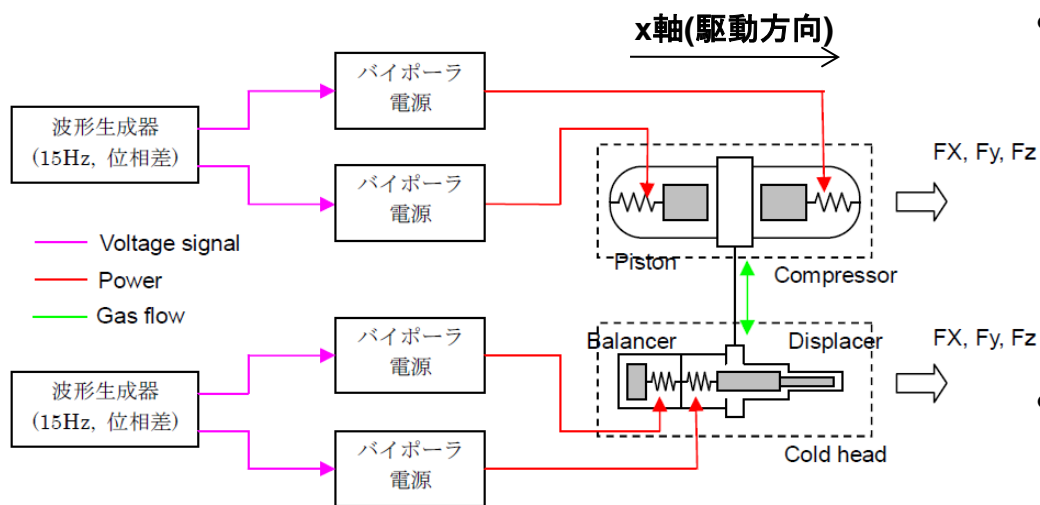 x軸(駆動方向)
バイポーラ
電源
波形生成器
(15Hz, 位相差)
バイポーラ
電源
FX, Fy, Fz
Voltage signal
Power
Gas flow
Piston
Compressor
バイポーラ
電源
Balancer
Displacer
FX, Fy, Fz
波形生成器
(15Hz, 位相差)
バイポーラ
電源
Cold head